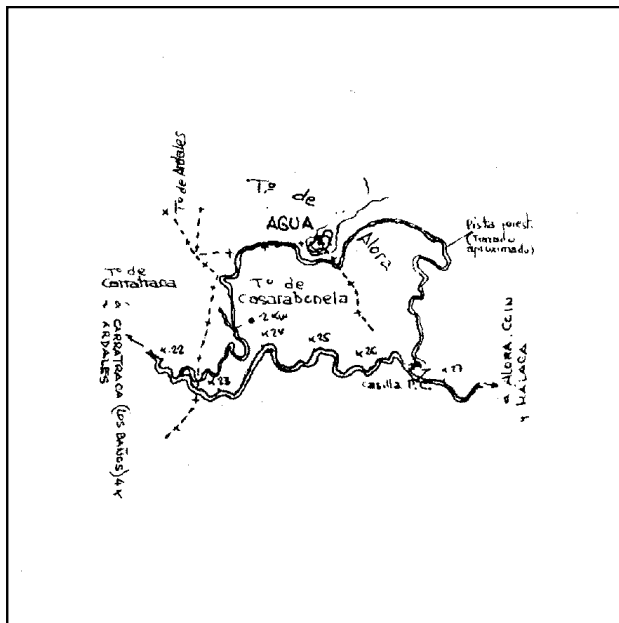 Tº de Ardales
Tº de
AGUA
Alora
Pista forest.
(Trazado
aproximado)
Tº de
Carratraca
Tº de
Casarabonela
a CARRATRACA (LOS BAÑOS) 4 K
y ARDALES
K 22
K 23
K 24
K 25
K 26
K 27
Casilla P.C.
a ALORA, COIN
y MALAGA